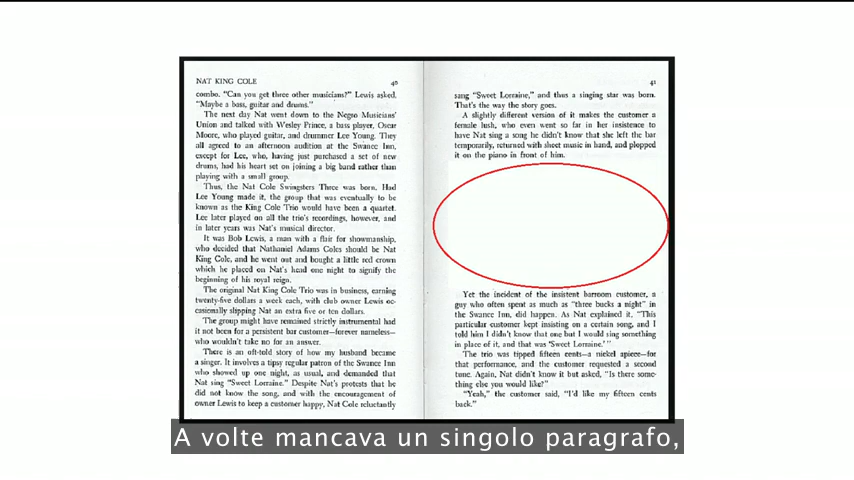 NAT KING COLE 40
combo. "Can you get three other musicians?" Lewis asked.
"Maybe a bass, guitar and drums."
The next day Nat went down to the Negro Musicians'
Union and talked with Wesley Prince, a bass player, Oscar
Moore, who played guitar, and drummer Lee Young. They
all agreed to an afternoon audition at the Swance Inn,
except for Lee, who, having just purchased a set of new
drums, had his heart set on joining a big band rather than
playing with a small group.
Thus, the Nat Cole Swingsters Three was born. Had
Lee Young made it, the group that was eventually to be
known as the King Cole Trio would have been a quartet.
Lee later played on all the trio's recordings, however, and
in later years was Nat's musical director.
It was Bob Lewis, a man with a flair for showmanship,
who decided that Nathaniel Adams Coles should be Nat
King Cole, and he went out and bought a little red crown
which he placed on Nat's head one night to signify the
beginning of his royal reign.
The original Nat King Cole Trio was in business, earning
twenty-five dollars a week each, with club owner Lewis oc-
casionally slipping Nat an extra five or ten dollars.
The group might have remained strictly instrumental had
it not been for a persistent bar customer—forever nameless—
who wouldn't take no for an answer.
There is an oft-told story of how my husband became
a singer. It involves a tipsy regular patron of the Swance Inn
who showed up one night, as usual, and demanded that
Nat sing "Sweet Lorraine." Despite Nat's protests that he
did not know the song, and with the encouragement of
owner Lewis to keep a customer happy, Nat Cole reluctantly
41
sang "Sweet Lorraine," and thus a singing star was born.
That's the way the story goes.
A slightly different version of it makes the customer a
female lush, who even went so far in her insistence to
have Nat sing a song he didn't know that she left the bar
temporarily, returned with sheet music in hand, and plopped
it on the piano in front of him.
Yet the incident of the insistent barroom customer, a
guy who often spent as much as "three bucks a night" in
the Swance Inn, did happen. As Nat explained it, "This
particular customer kept insisting on a certain song, and I
told him I didn't know that one but I would sing something
in place of it, and that was 'Sweet Lorraine.'"
The trio was tipped fifteen cents—a nickel apiece—for
that performance, and the customer requested a second
tune. Again, Nat didn't know it but asked, "Is there some-
thing else you would like?"
"Yeah," the customer said, "I'd like my fifteen cents
back."
A volte mancava un singolo paragrafo,